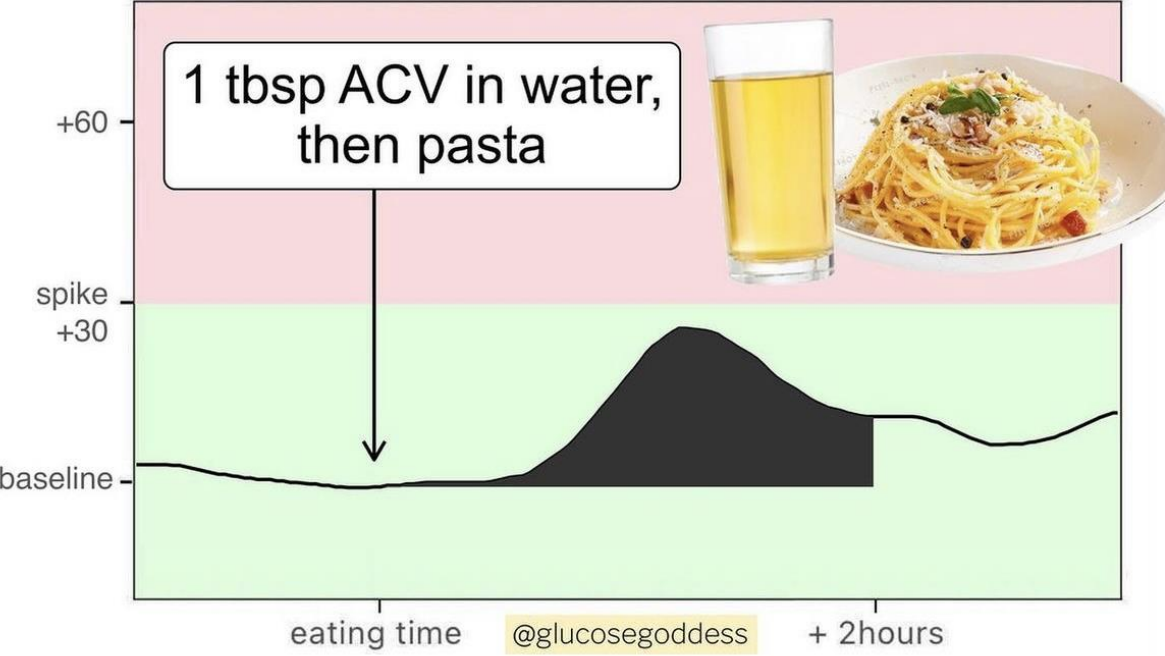 1 tbsp ACV in water,
then pasta
+60
spike
+30
baseline
eating time
@glucosegoddess
+ 2hours